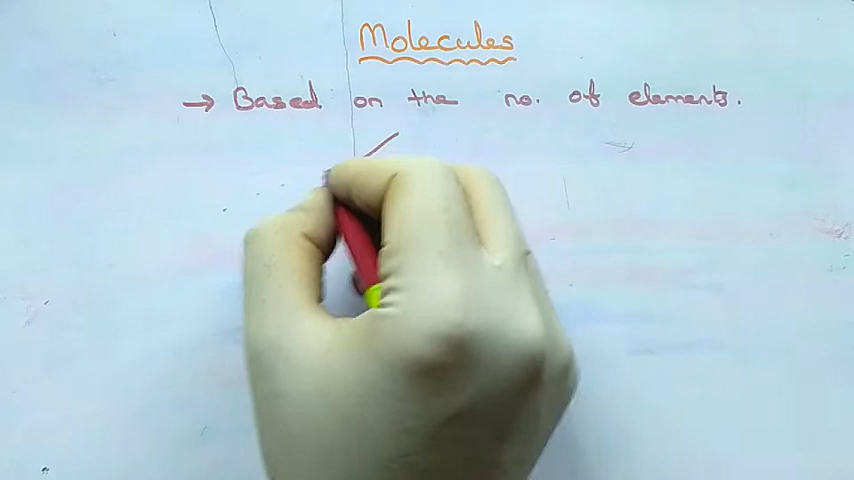 Molecules
→ Based on the no. of elements.